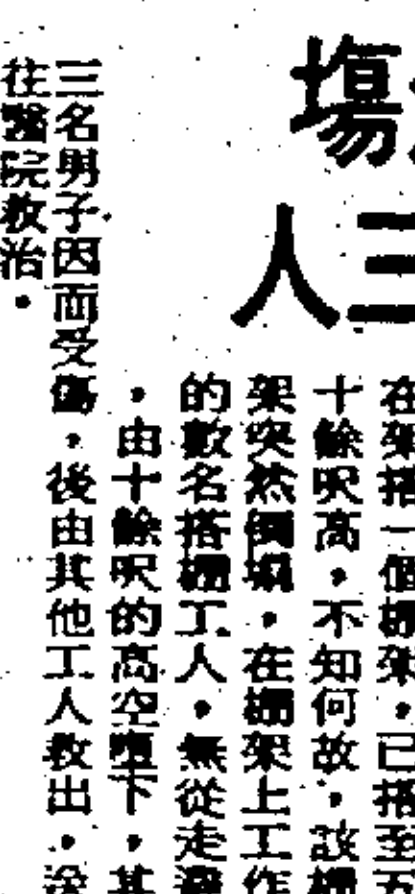 塌
三人
在架搭一個棚架，已搭至五
十餘呎高，不知何故，該棚
架突然倒塌，在棚架上工作
的數名搭棚工人，無從走避
，由十餘呎的高空墮下，其
三名男子因而受傷，後由其他工人救出，送
往醫院救治。